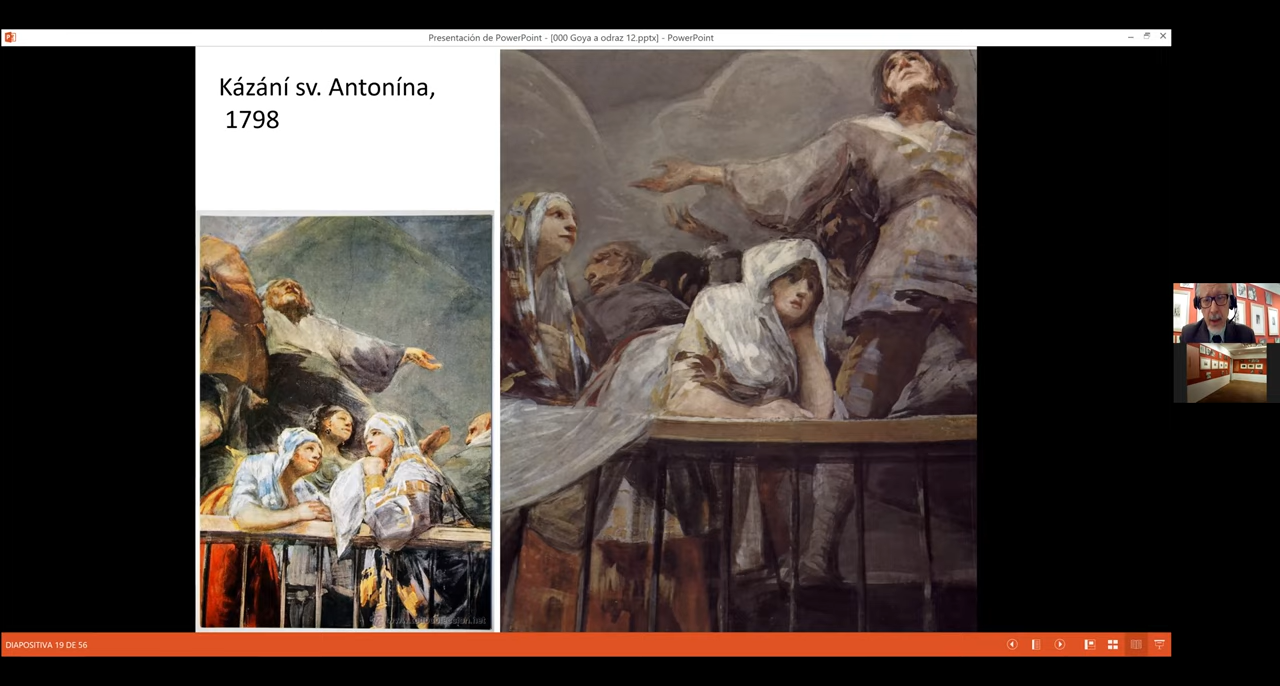 Presentación de PowerPoint - [000 Goya a odraz 12.pptx] - PowerPoint
Kázání sv. Antonína,
1798
DIAPOSITIVA 19 DE 56